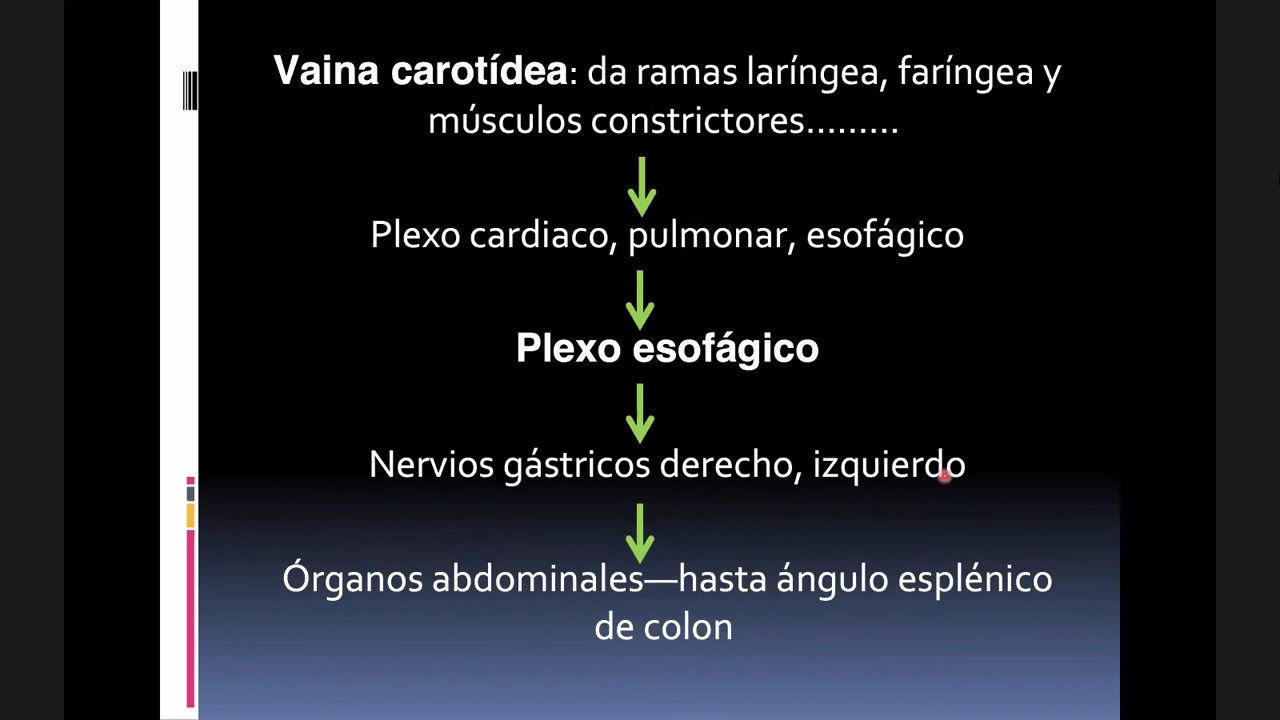 Vaina carotídea: da ramas laríngea, faríngea y
músculos constrictores.........
Plexo cardiaco, pulmonar, esofágico
Plexo esofágico
Nervios gástricos derecho, izquierdo
Órganos abdominales—hasta ángulo esplénico
de colon